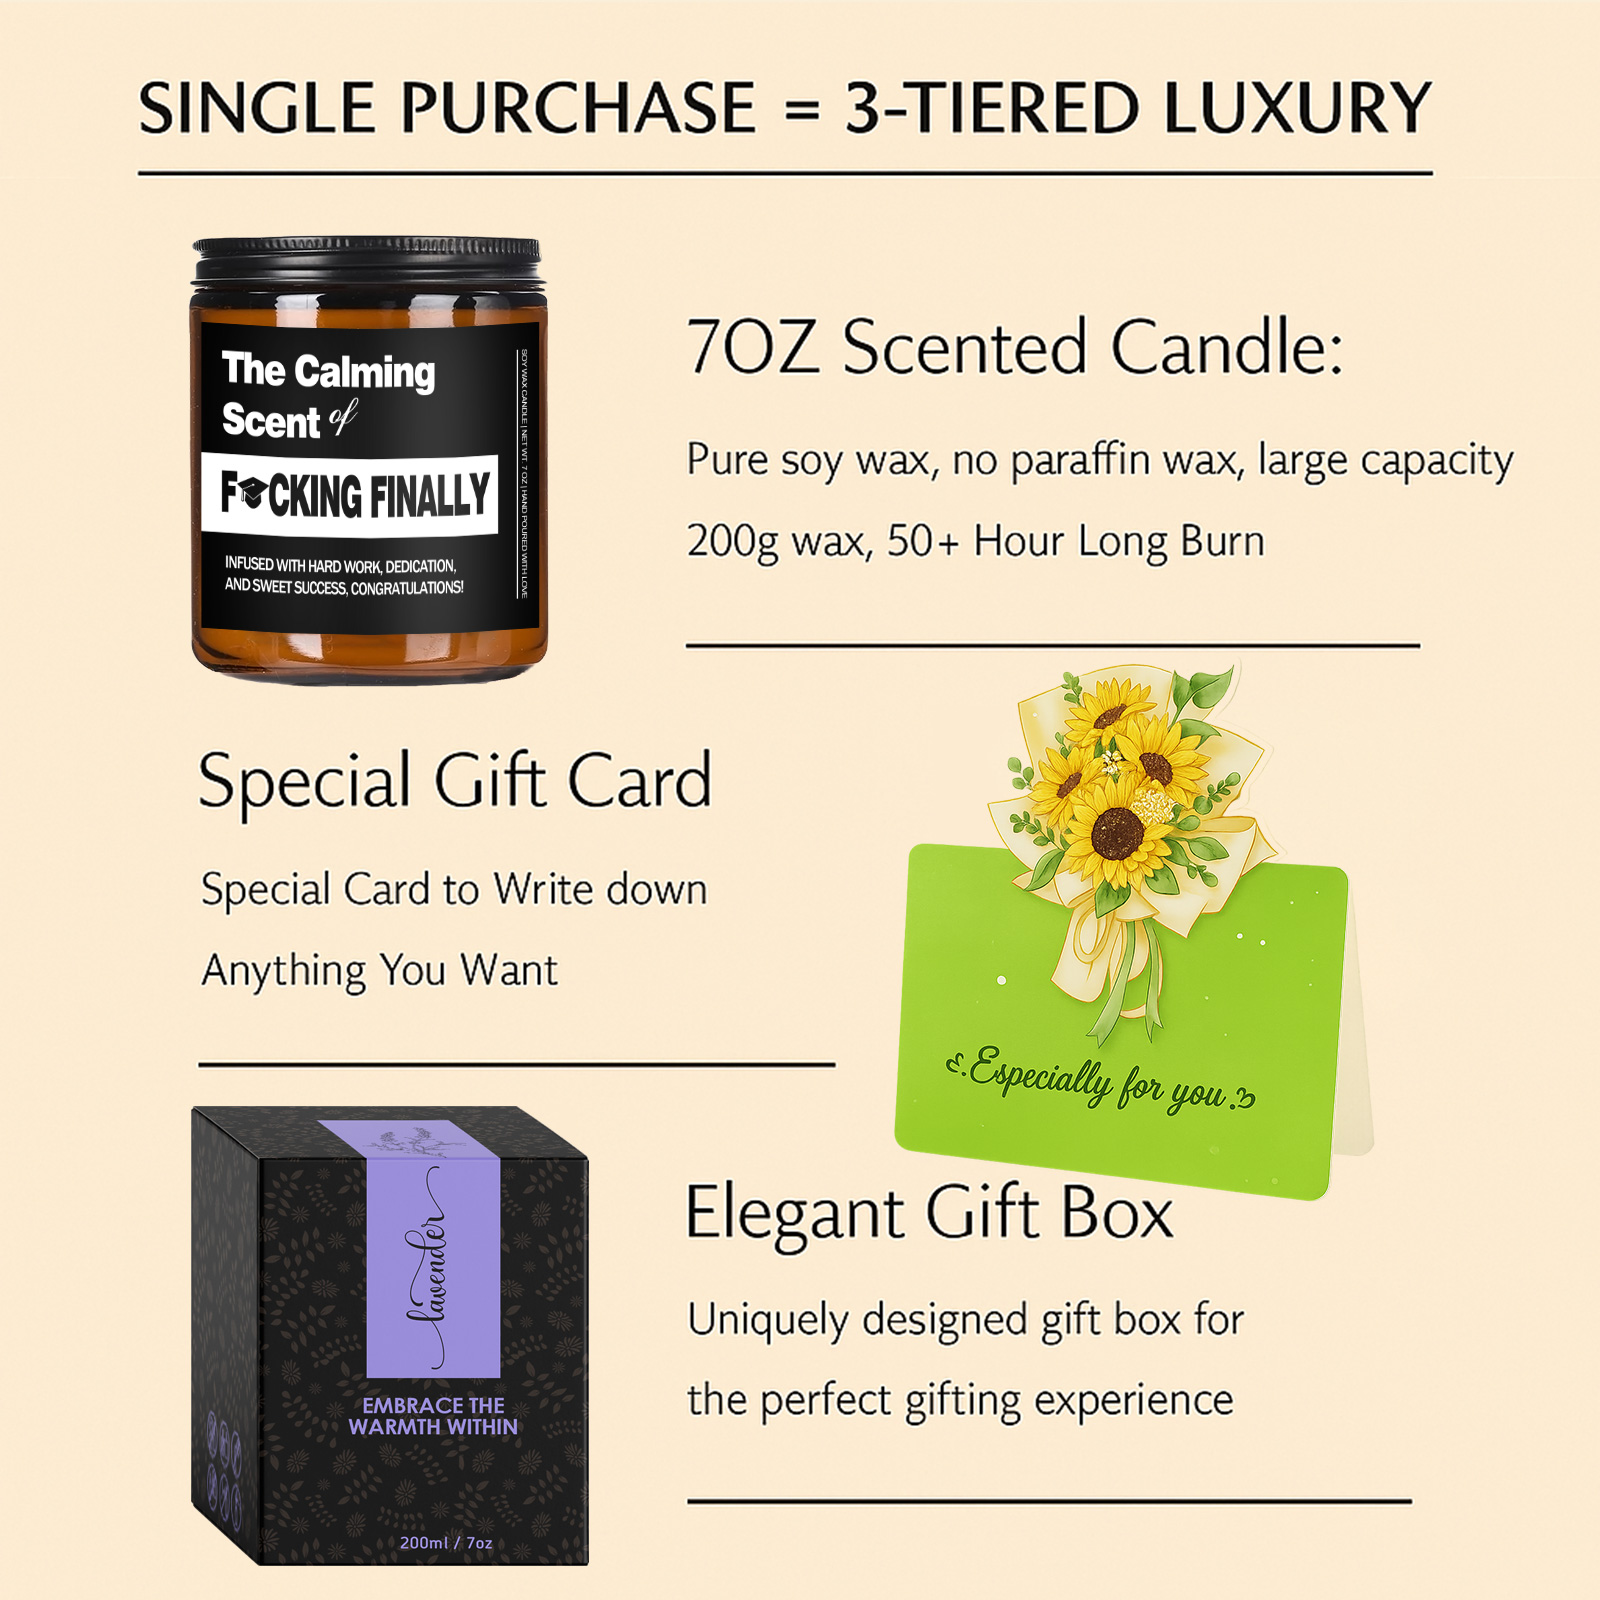 SINGLE PURCHASE = 3-TIERED LUXURY
The Calming
Scent of
F CKING FINALLY
INFUSED WITH HARD WORK, DEDICATION,
AND SWEET SUCCESS, CONGRATULATIONS!
SOY WAX CANDLE | NET WT. 7 OZ | HAND POURED WITH LOVE
7OZ Scented Candle:
Pure soy wax, no paraffin wax, large capacity
200g wax, 50+ Hour Long Burn
Special Gift Card
Special Card to Write down
Anything You Want
Especially for you
lavender
EMBRACE THE
WARMTH WITHIN
200ml / 7oz
Elegant Gift Box
Uniquely designed gift box for
the perfect gifting experience